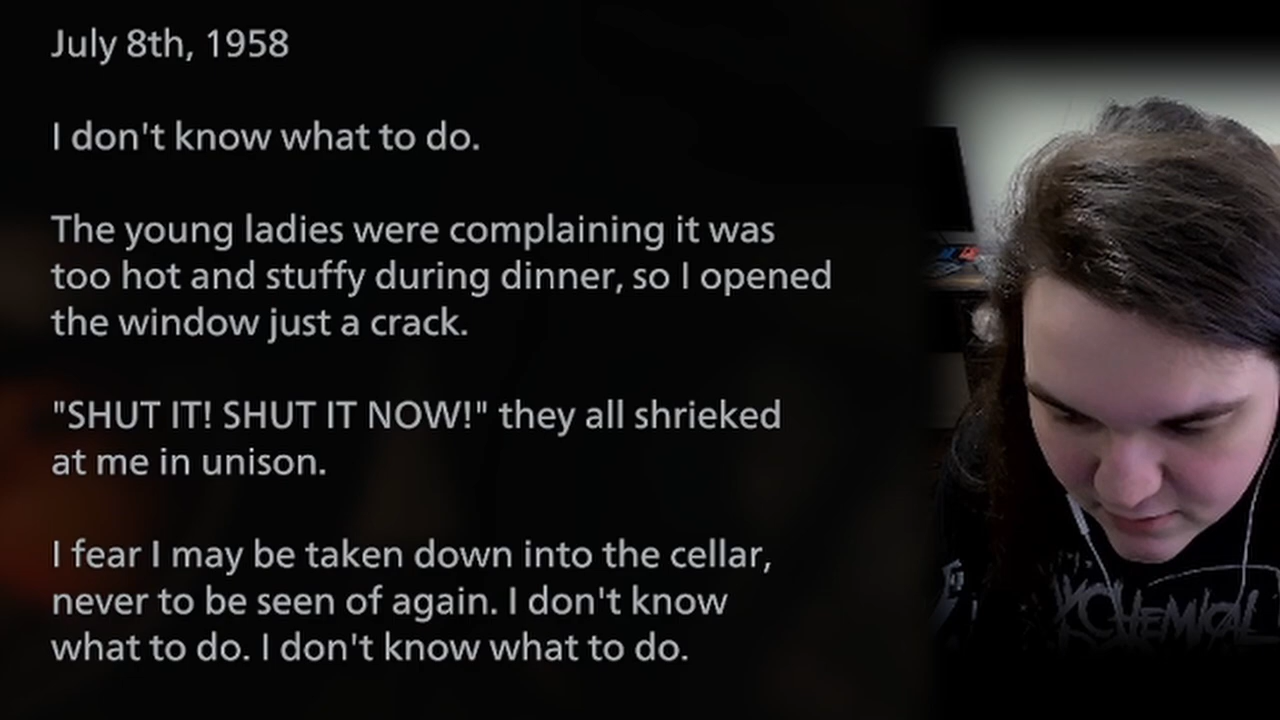 July 8th, 1958
I don't know what to do.
The young ladies were complaining it was
too hot and stuffy during dinner, so I opened
the window just a crack.
"SHUT IT! SHUT IT NOW!" they all shrieked
at me in unison.
I fear I may be taken down into the cellar,
never to be seen of again. I don't know
what to do. I don't know what to do.
CHEMICAL